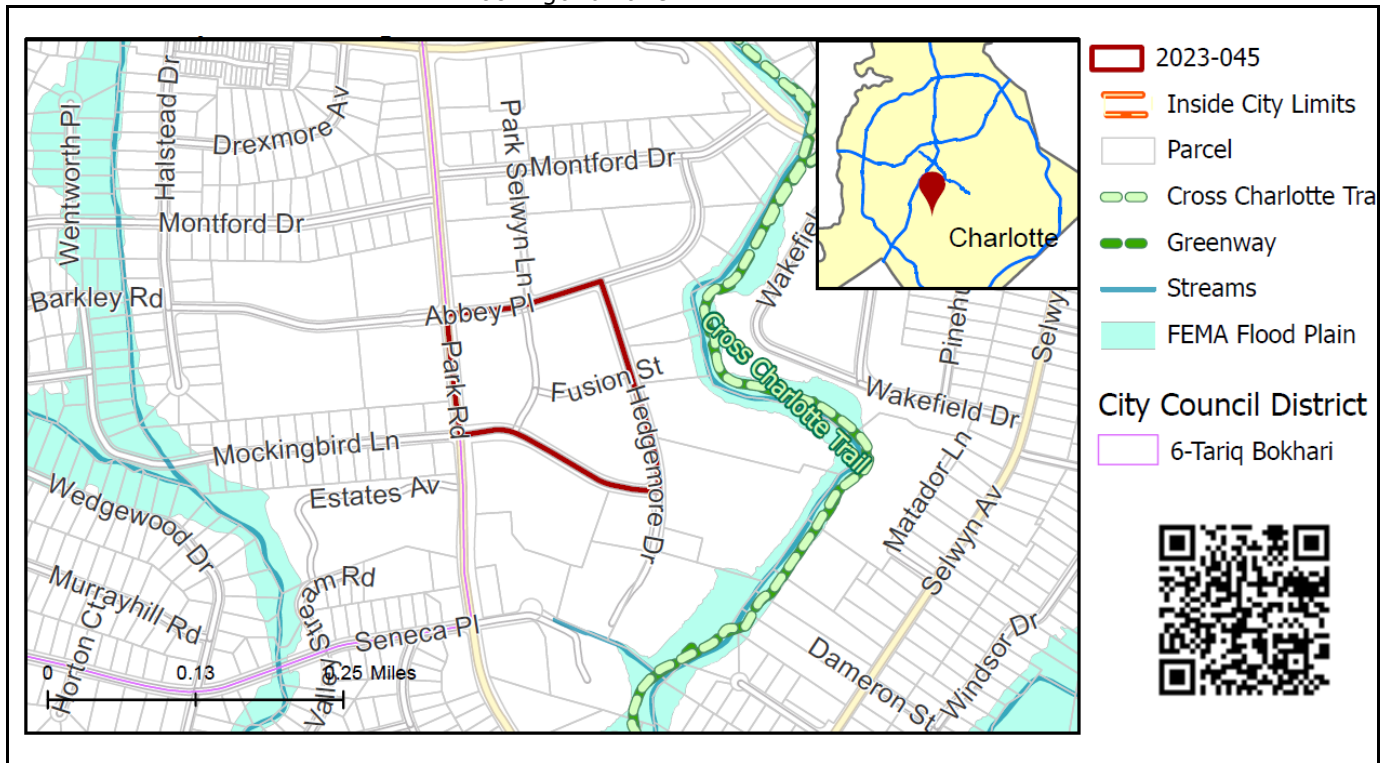 Wentworth Pl
Halstead Dr
Drexmore Av
Park Selwyn Ln
Montford Dr
Montford Dr
Barkley Rd
Abbey Pl
Park Rd
Fusion St
Hedgemore Dr
Mockingbird Ln
Estates Av
Wedgewood Dr
Murrayhill Rd
Horton Ct
Stream
Valley
m Rd
Seneca Pl
Cross Charlotte Trail
Wakefiel
Wakefield Dr
Pinehu
Selwy
Matador Ln
Selwyn Av
Dameron St
Windsor Dr
0 0.13 0.25 Miles
Charlotte
2023-045
Inside City Limits
Parcel
Cross Charlotte Tra
Greenway
Streams
FEMA Flood Plain
City Council District
6-Tariq Bokhari